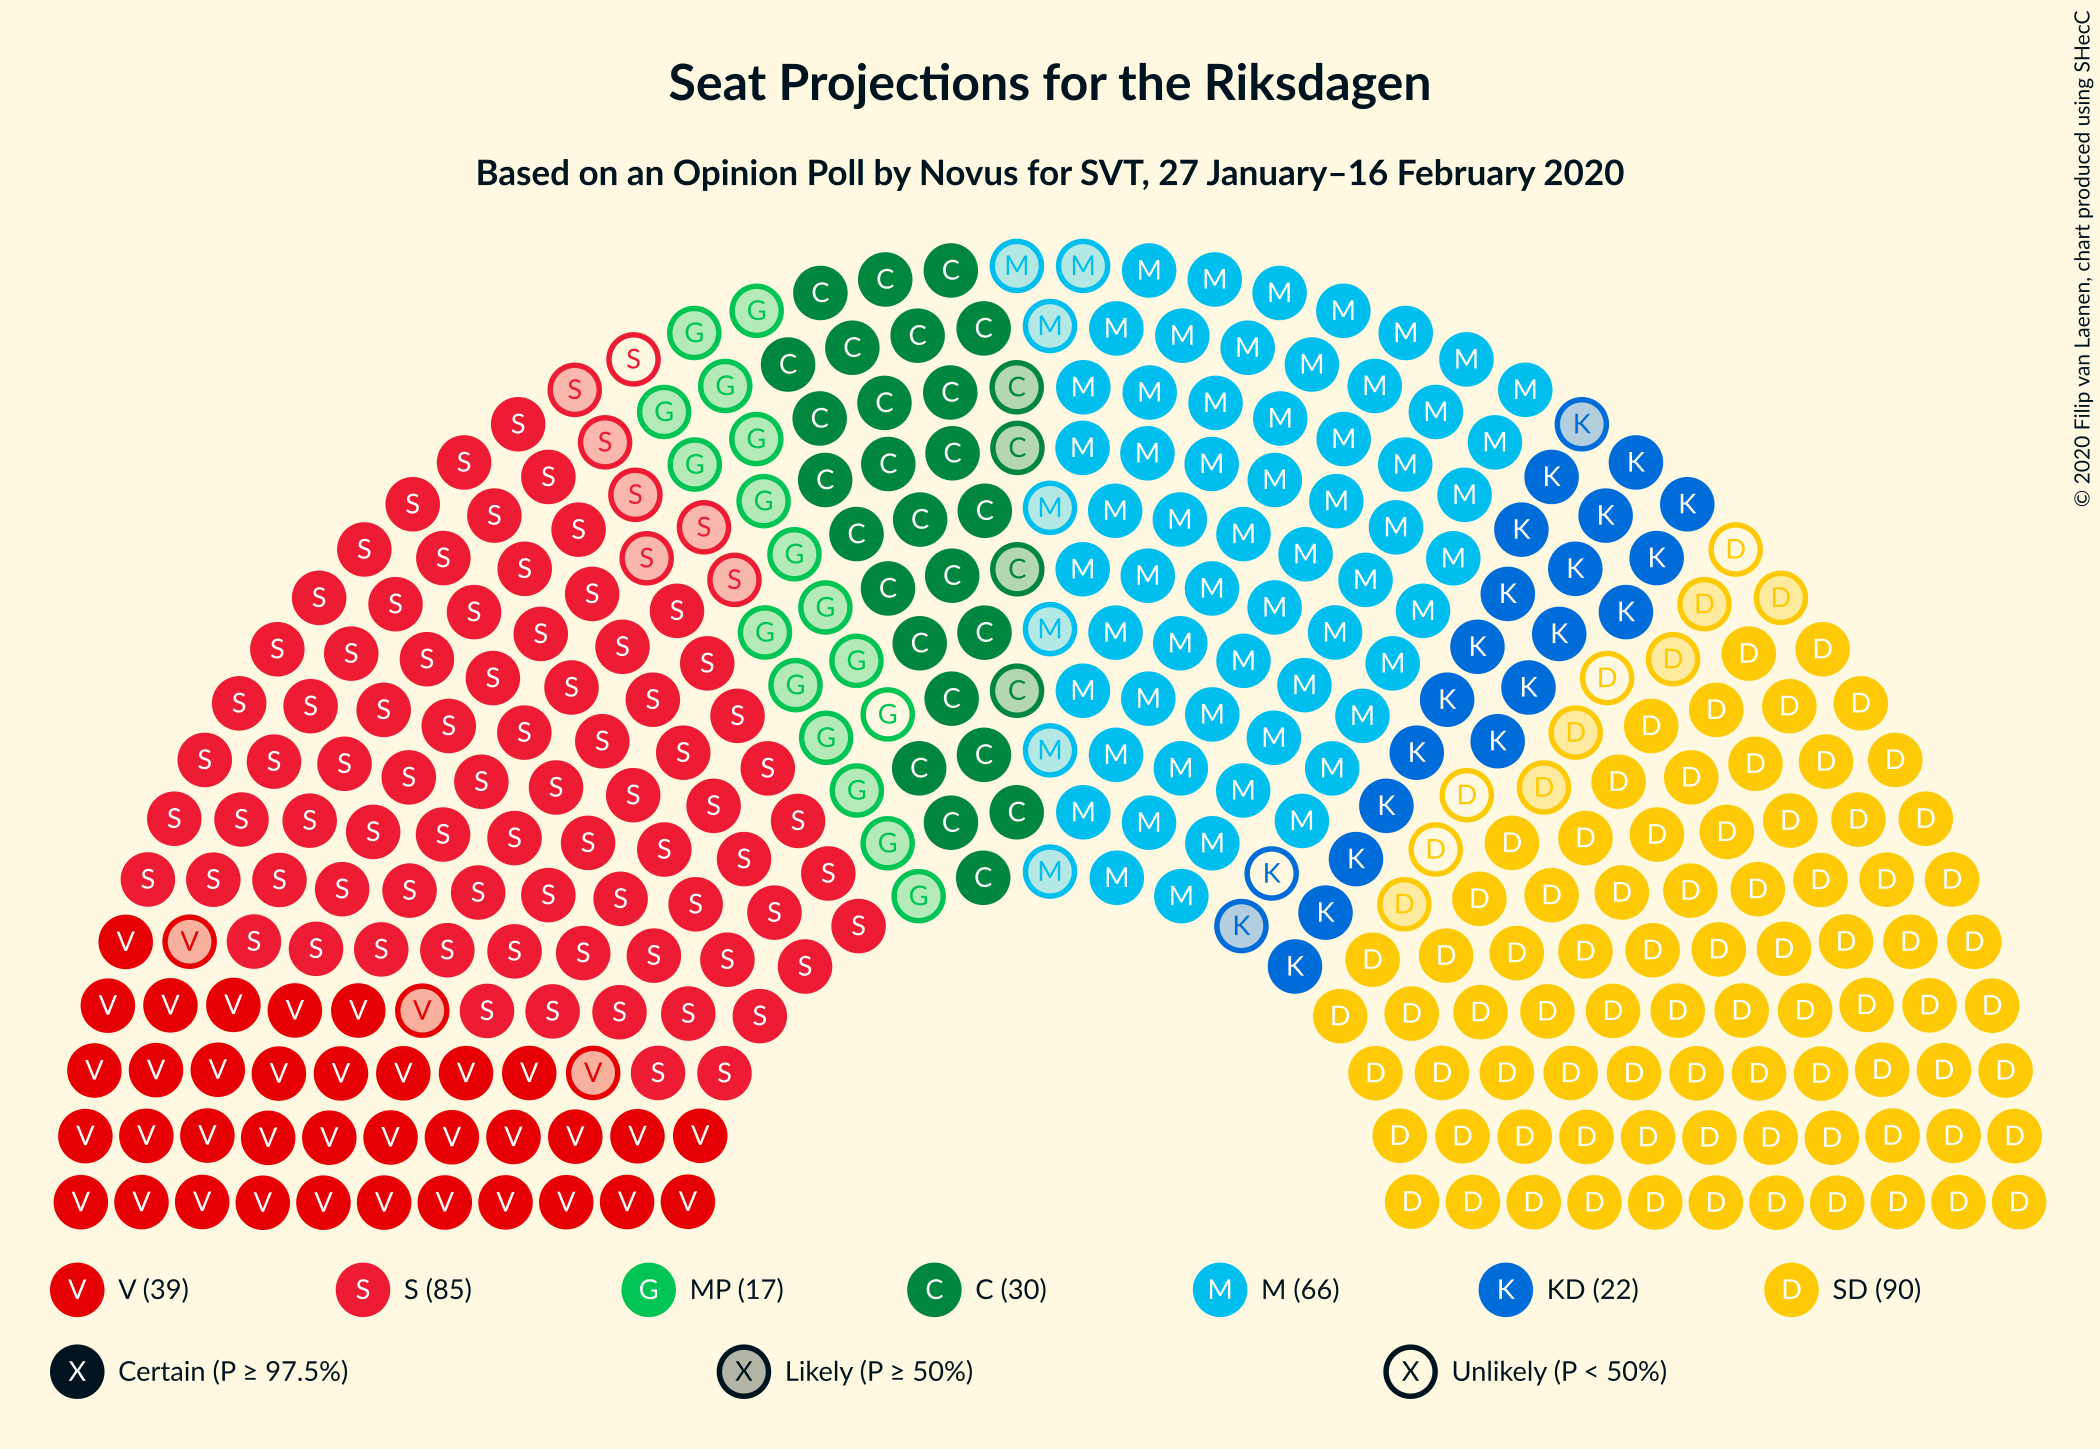 Seat Projections for the Riksdagen
Based on an Opinion Poll by Novus for SVT, 27 January–16 February 2020
© 2020 Filip van Laenen, chart produced using SHecC
V V (39) S S (85) G MP (17) C C (30) M M (66) K KD (22) D SD (90)
X Certain (P ≥ 97.5%) X Likely (P ≥ 50%) X Unlikely (P < 50%)